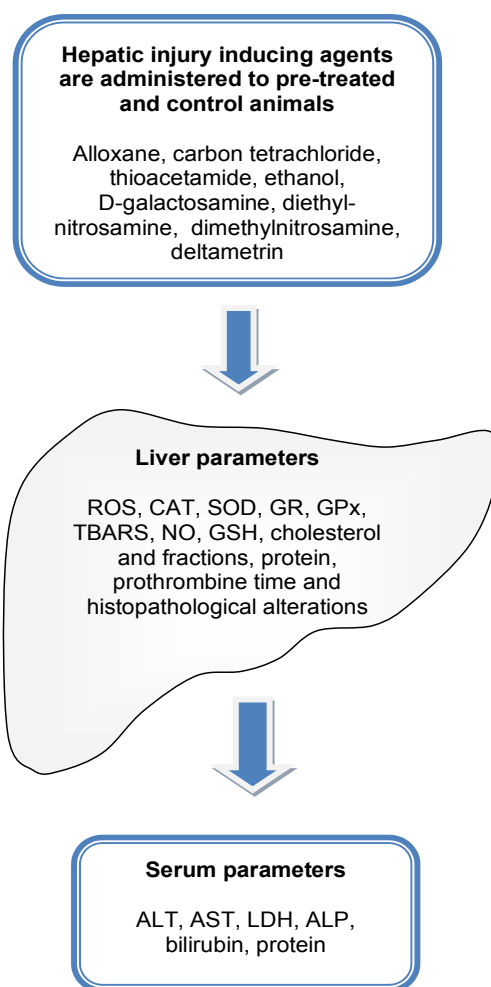 Hepatic injury inducing agents
are administered to pre-treated
and control animals
Alloxane, carbon tetrachloride,
thioacetamide, ethanol,
D-galactosamine, diethyl-
nitrosamine, dimethylnitrosamine,
deltametrin
Liver parameters
ROS, CAT, SOD, GR, GPx,
TBARS, NO, GSH, cholesterol
and fractions, protein,
prothrombine time and
histopathological alterations
Serum parameters
ALT, AST, LDH, ALP,
bilirubin, protein